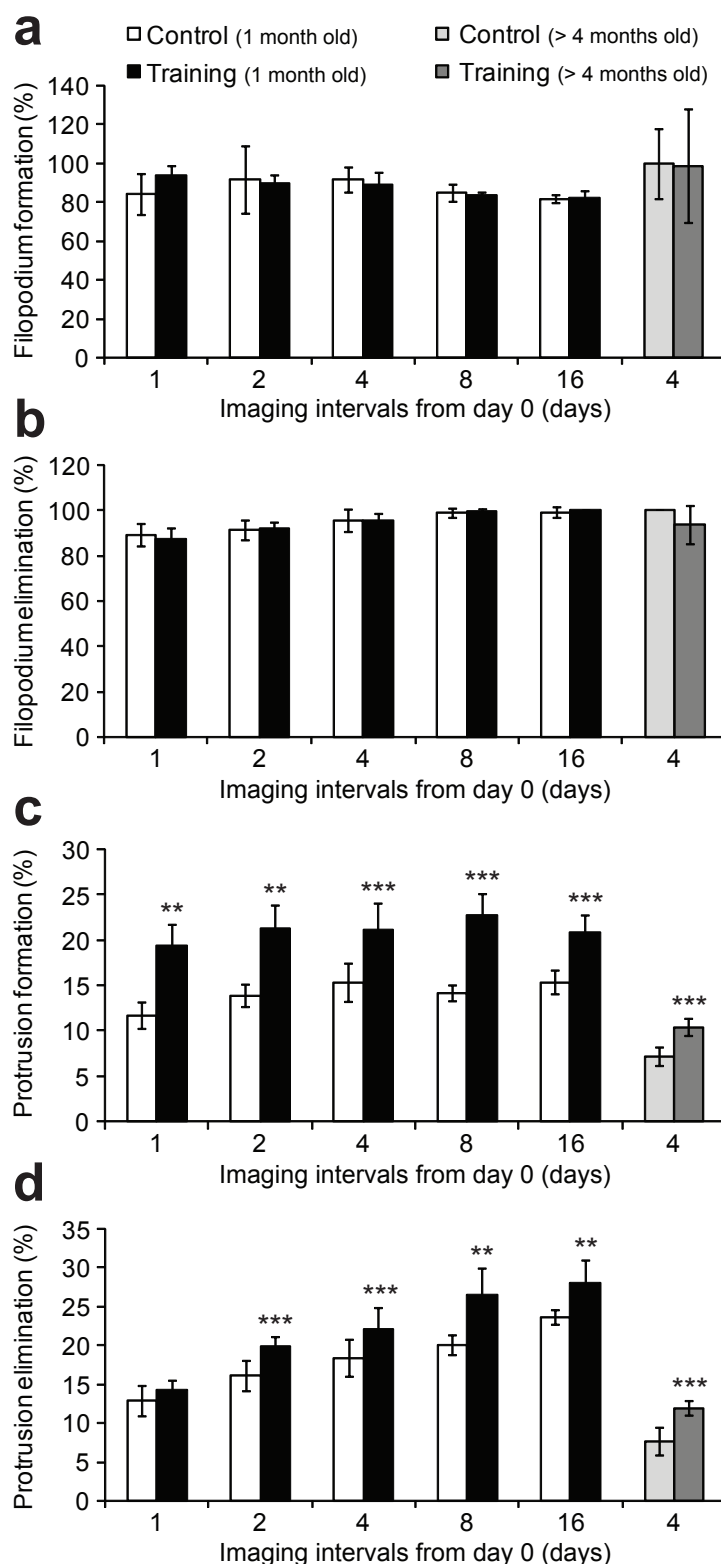 a
Control (1 month old) Control (> 4 months old)
Training (1 month old) Training (> 4 months old)
Filopodium formation (%)
140
120
100
80
60
40
20
0
1 2 4 8 16 4
Imaging intervals from day 0 (days)
b
Filopodium elimination (%)
120
100
80
60
40
20
0
1 2 4 8 16 4
Imaging intervals from day 0 (days)
c
Protrusion formation (%)
30
25
20
15
10
5
0
** ** *** *** *** ***
1 2 4 8 16 4
Imaging intervals from day 0 (days)
d
Protrusion elimination (%)
35
30
25
20
15
10
5
0
*** *** ** ** ***
1 2 4 8 16 4
Imaging intervals from day 0 (days)